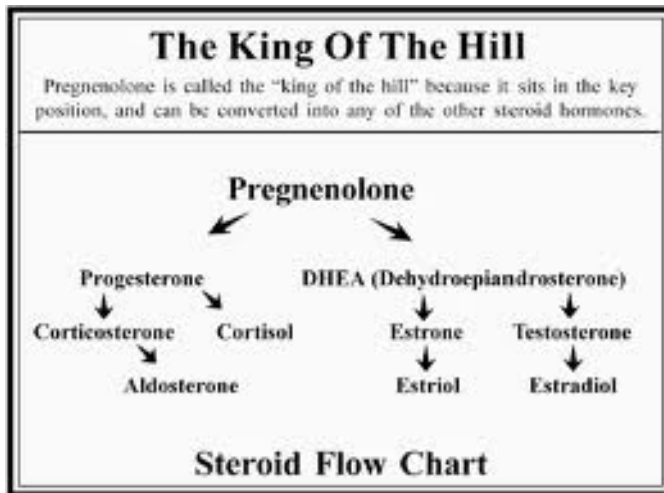 The King Of The Hill
Pregnenolone is called the “king of the hill” because it sits in the key
position, and can be converted into any of the other steroid hormones.
Pregnenolone
Progesterone
DHEA (Dehydroepiandrosterone)
Corticosterone
Cortisol
Estrone
Testosterone
Aldosterone
Estriol
Estradiol
Steroid Flow Chart